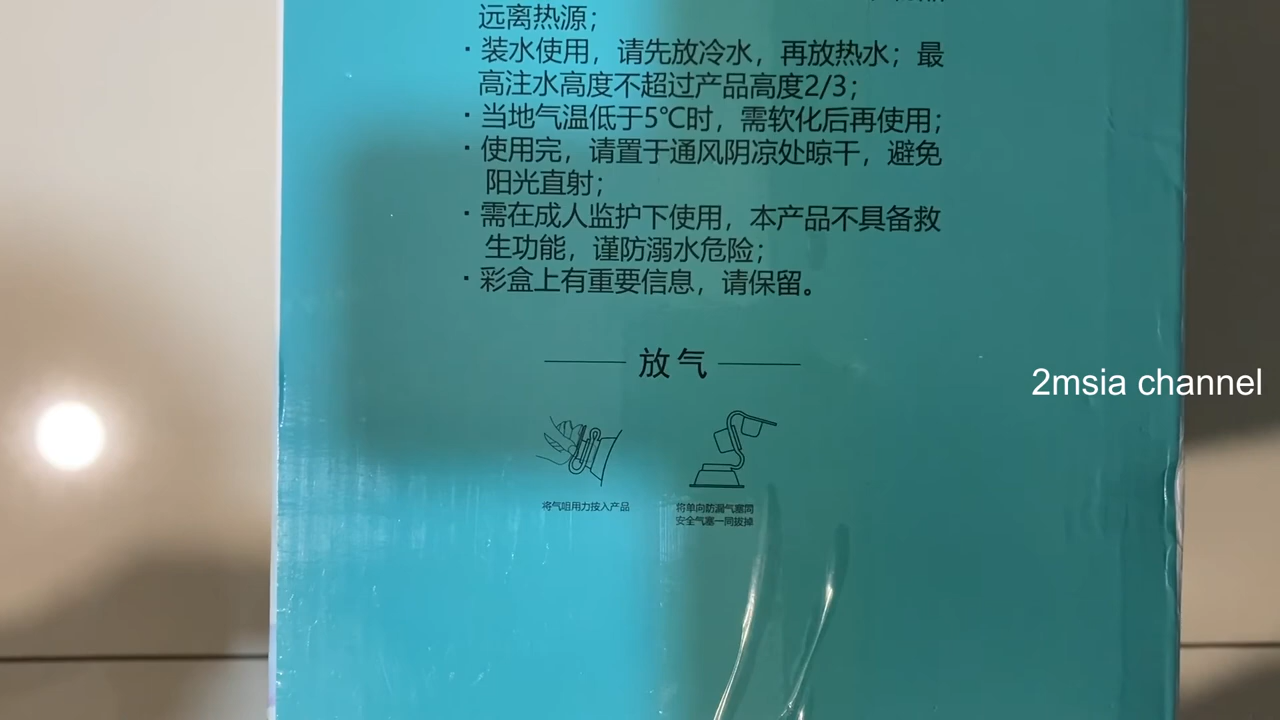 远离热源；
· 装水使用，请先放冷水，再放热水；最
高注水高度不超过产品高度2/3；
· 当地气温低于5℃时，需软化后再使用；
· 使用完，请置于通风阴凉处晾干，避免
阳光直射；
· 需在成人监护下使用，本产品不具备救
生功能，谨防溺水危险；
· 彩盒上有重要信息，请保留。
放气
2msia channel
将气咀用力按入产品
将单向防漏气塞同
安全气塞一同拔掉